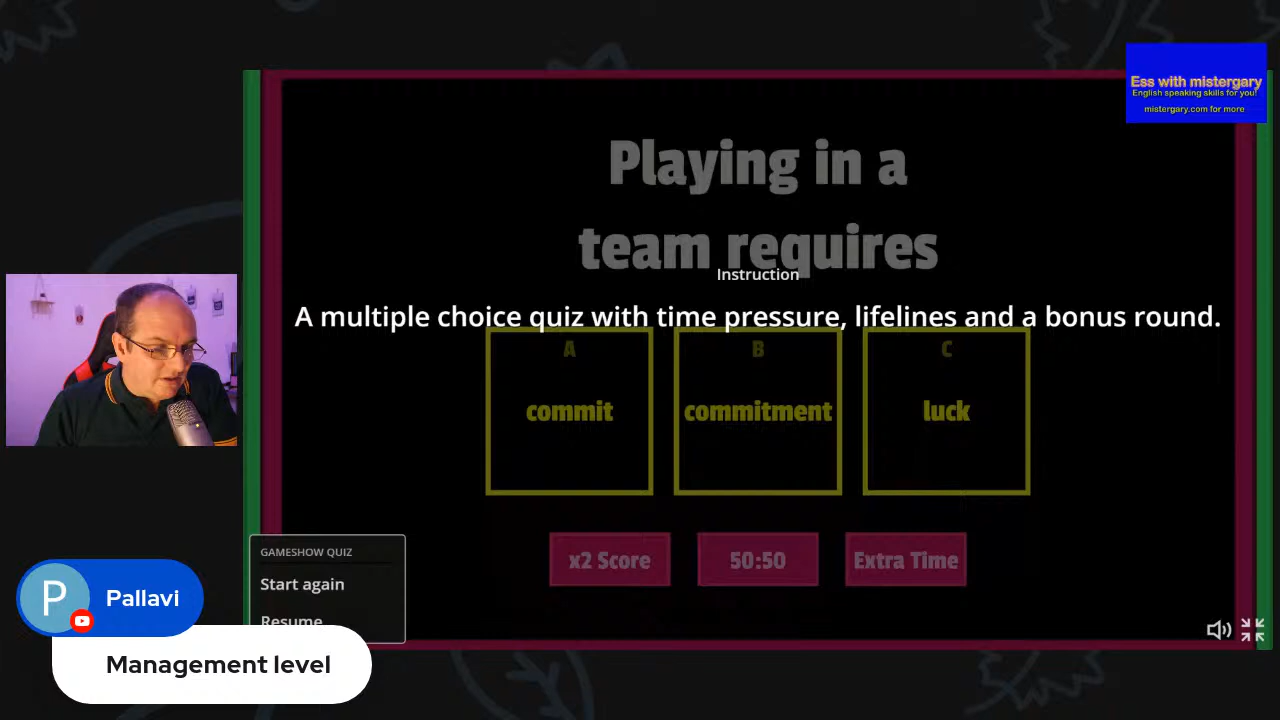 Ess with mistergary
English speaking skills for you!
mistergary.com for more
Playing in a
team requires
Instruction
A multiple choice quiz with time pressure, lifelines and a bonus round.
A
commit
B
commitment
C
luck
x2 Score
50:50
Extra Time
GAMESHOW QUIZ
Start again
Resume
P
Pallavi
Management level